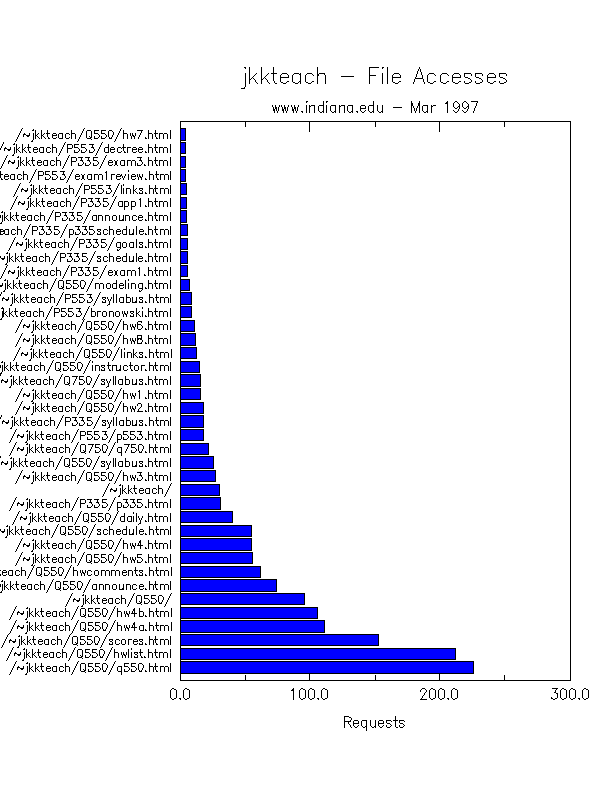 jkkteach - File Accesses
www.indiana.edu - Mar 1997
/~jkkteach/Q550/hw7.html
/~jkkteach/P553/dectree.html
/~jkkteach/P335/exam3.html
teach/P553/exam1review.html
/~jkkteach/P553/links.html
/~jkkteach/P335/app1.html
/~jkkteach/P335/announce.html
each/P335/p335schedule.html
/~jkkteach/P335/goals.html
~jkkteach/P335/schedule.html
/~jkkteach/P335/exam1.html
~jkkteach/Q550/modeling.html
/~jkkteach/P553/syllabus.html
jkkteach/P553/bronowski.html
/~jkkteach/Q550/hw6.html
/~jkkteach/Q550/hw8.html
/~jkkteach/Q550/links.html
jkkteach/Q550/instructor.html
/~jkkteach/Q750/syllabus.html
/~jkkteach/Q550/hw1.html
/~jkkteach/Q550/hw2.html
/~jkkteach/P335/syllabus.html
/~jkkteach/P553/p553.html
/~jkkteach/Q750/q750.html
/~jkkteach/Q550/syllabus.html
/~jkkteach/Q550/hw3.html
/~jkkteach/
/~jkkteach/P335/p335.html
/~jkkteach/Q550/daily.html
~jkkteach/Q550/schedule.html
/~jkkteach/Q550/hw4.html
/~jkkteach/Q550/hw5.html
each/Q550/hwcomments.html
jkkteach/Q550/announce.html
/~jkkteach/Q550/
/~jkkteach/Q550/hw4b.html
/~jkkteach/Q550/hw4a.html
/~jkkteach/Q550/scores.html
/~jkkteach/Q550/hwlist.html
/~jkkteach/Q550/q550.html
0.0 100.0 200.0 300.0
Requests